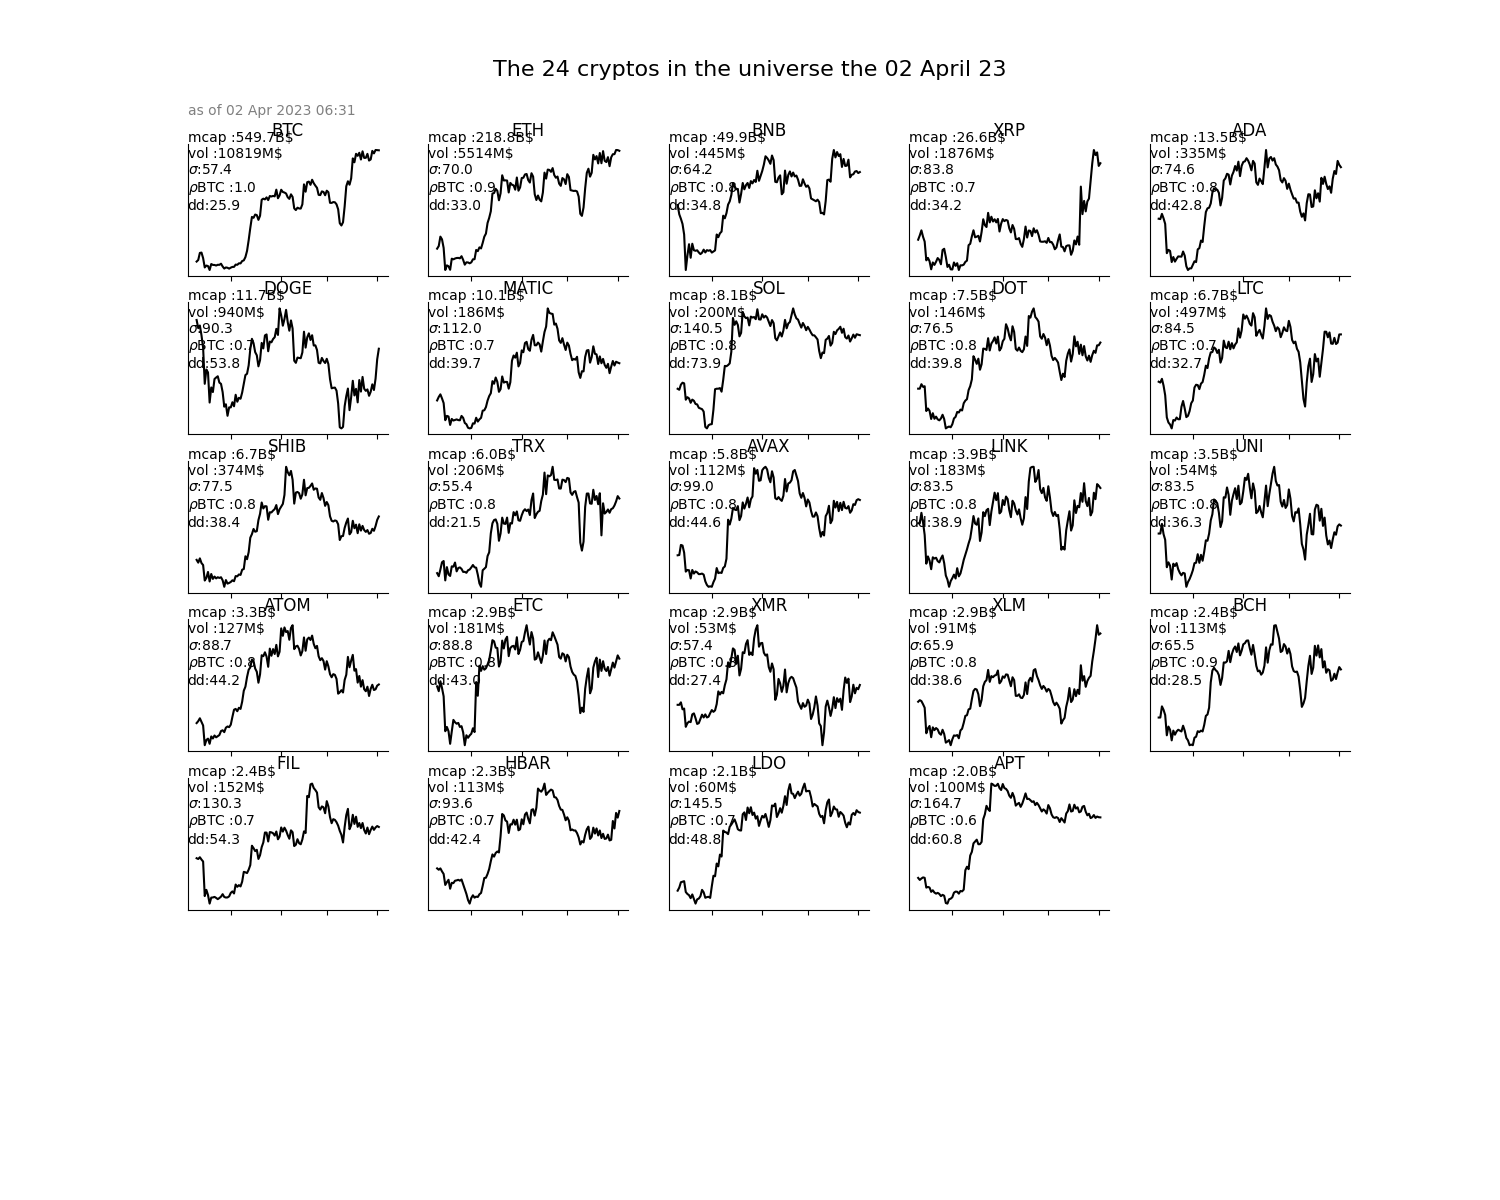 The 24 cryptos in the universe the 02 April 23
as of 02 Apr 2023 06:31
BTC
mcap :549.7B$
vol :10819M$
σ:57.4
ρBTC :1.0
dd:25.9
ETH
mcap :218.8B$
vol :5514M$
σ:70.0
ρBTC :0.9
dd:33.0
BNB
mcap :49.9B$
vol :445M$
σ:64.2
ρBTC :0.8
dd:34.8
XRP
mcap :26.6B$
vol :1876M$
σ:83.8
ρBTC :0.7
dd:34.2
ADA
mcap :13.5B$
vol :335M$
σ:74.6
ρBTC :0.8
dd:42.8
DOGE
mcap :11.7B$
vol :940M$
σ:90.3
ρBTC :0.7
dd:53.8
MATIC
mcap :10.1B$
vol :186M$
σ:112.0
ρBTC :0.7
dd:39.7
SOL
mcap :8.1B$
vol :200M$
σ:140.5
ρBTC :0.8
dd:73.9
DOT
mcap :7.5B$
vol :146M$
σ:76.5
ρBTC :0.8
dd:39.8
LTC
mcap :6.7B$
vol :497M$
σ:84.5
ρBTC :0.7
dd:32.7
SHIB
mcap :6.7B$
vol :374M$
σ:77.5
ρBTC :0.8
dd:38.4
TRX
mcap :6.0B$
vol :206M$
σ:55.4
ρBTC :0.8
dd:21.5
AVAX
mcap :5.8B$
vol :112M$
σ:99.0
ρBTC :0.8
dd:44.6
LINK
mcap :3.9B$
vol :183M$
σ:83.5
ρBTC :0.8
dd:38.9
UNI
mcap :3.5B$
vol :54M$
σ:83.5
ρBTC :0.8
dd:36.3
ATOM
mcap :3.3B$
vol :127M$
σ:88.7
ρBTC :0.8
dd:44.2
ETC
mcap :2.9B$
vol :181M$
σ:88.8
ρBTC :0.8
dd:43.0
XMR
mcap :2.9B$
vol :53M$
σ:57.4
ρBTC :0.8
dd:27.4
XLM
mcap :2.9B$
vol :91M$
σ:65.9
ρBTC :0.8
dd:38.6
BCH
mcap :2.4B$
vol :113M$
σ:65.5
ρBTC :0.9
dd:28.5
FIL
mcap :2.4B$
vol :152M$
σ:130.3
ρBTC :0.7
dd:54.3
HBAR
mcap :2.3B$
vol :113M$
σ:93.6
ρBTC :0.7
dd:42.4
LDO
mcap :2.1B$
vol :60M$
σ:145.5
ρBTC :0.7
dd:48.8
APT
mcap :2.0B$
vol :100M$
σ:164.7
ρBTC :0.6
dd:60.8